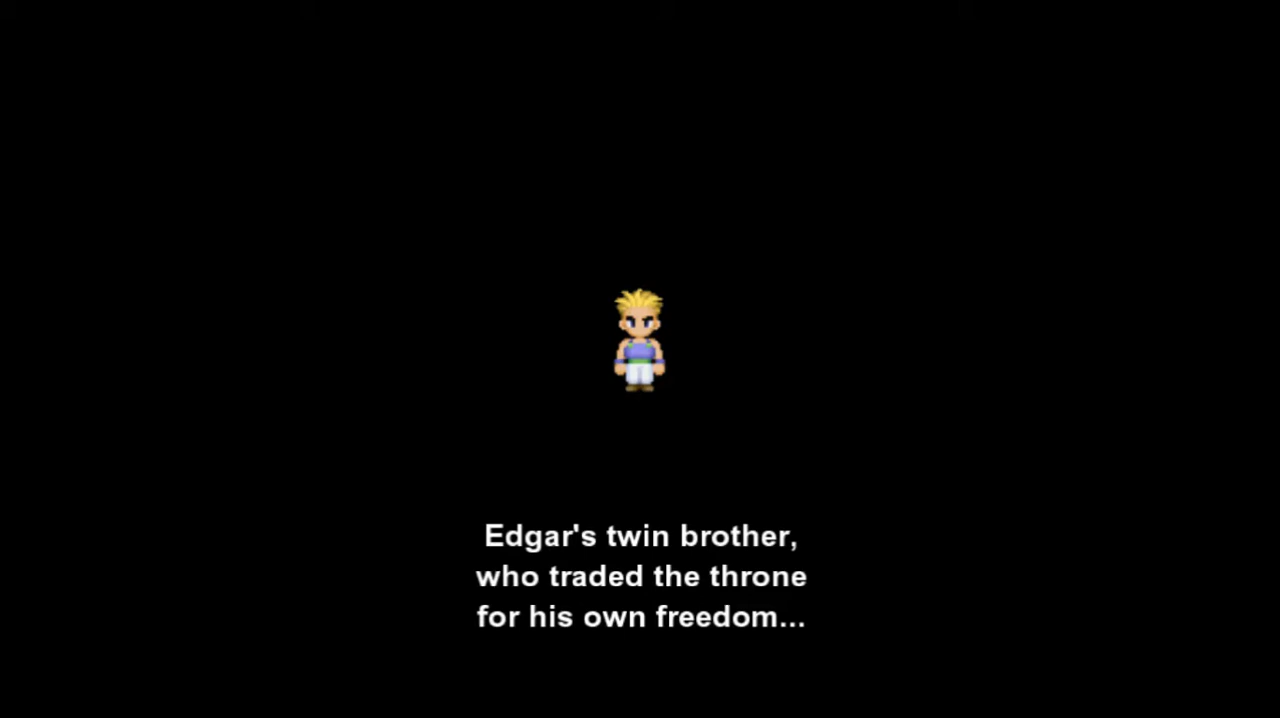 Edgar's twin brother,
who traded the throne
for his own freedom...